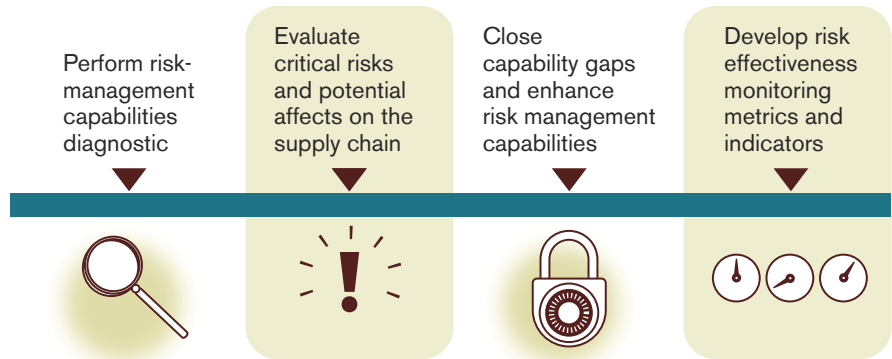 Perform risk-
management
capabilities
diagnostic
Evaluate
critical risks
and potential
affects on the
supply chain
Close
capability gaps
and enhance
risk management
capabilities
Develop risk
effectiveness
monitoring
metrics and
indicators